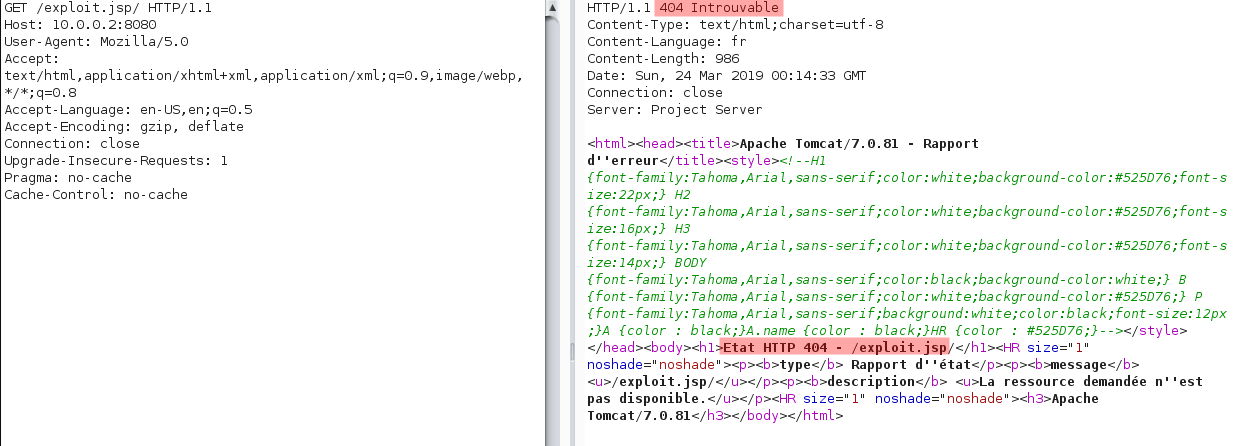 GET /exploit.jsp/ HTTP/1.1
Host: 10.0.0.2:8080
User-Agent: Mozilla/5.0
Accept:
text/html,application/xhtml+xml,application/xml;q=0.9,image/webp,
*/*;q=0.8
Accept-Language: en-US,en;q=0.5
Accept-Encoding: gzip, deflate
Connection: close
Upgrade-Insecure-Requests: 1
Pragma: no-cache
Cache-Control: no-cache
HTTP/1.1 404 Introuvable
Content-Type: text/html;charset=utf-8
Content-Language: fr
Content-Length: 986
Date: Sun, 24 Mar 2019 00:14:33 GMT
Connection: close
Server: Project Server
<html><head><title>Apache Tomcat/7.0.81 - Rapport
d''erreur</title><style><!--H1
{font-family:Tahoma,Arial,sans-serif;color:white;background-color:#525D76;font-s
ize:22px;} H2
{font-family:Tahoma,Arial,sans-serif;color:white;background-color:#525D76;font-s
ize:16px;} H3
{font-family:Tahoma,Arial,sans-serif;color:white;background-color:#525D76;font-s
ize:14px;} BODY
{font-family:Tahoma,Arial,sans-serif;color:black;background-color:white;} B
{font-family:Tahoma,Arial,sans-serif;color:white;background-color:#525D76;} P
{font-family:Tahoma,Arial,sans-serif;background:white;color:black;font-size:12px
;}A {color : black;}A.name {color : black;}HR {color : #525D76;}--></style>
</head><body><h1>Etat HTTP 404 - /exploit.jsp/</h1><HR size="1"
noshade="noshade"><p><b>type</b> Rapport d''état</p><p><b>message</b>
<u>/exploit.jsp/</u></p><p><b>description</b> <u>La ressource demandée n''est
pas disponible.</u></p><HR size="1" noshade="noshade"><h3>Apache
Tomcat/7.0.81</h3></body></html>